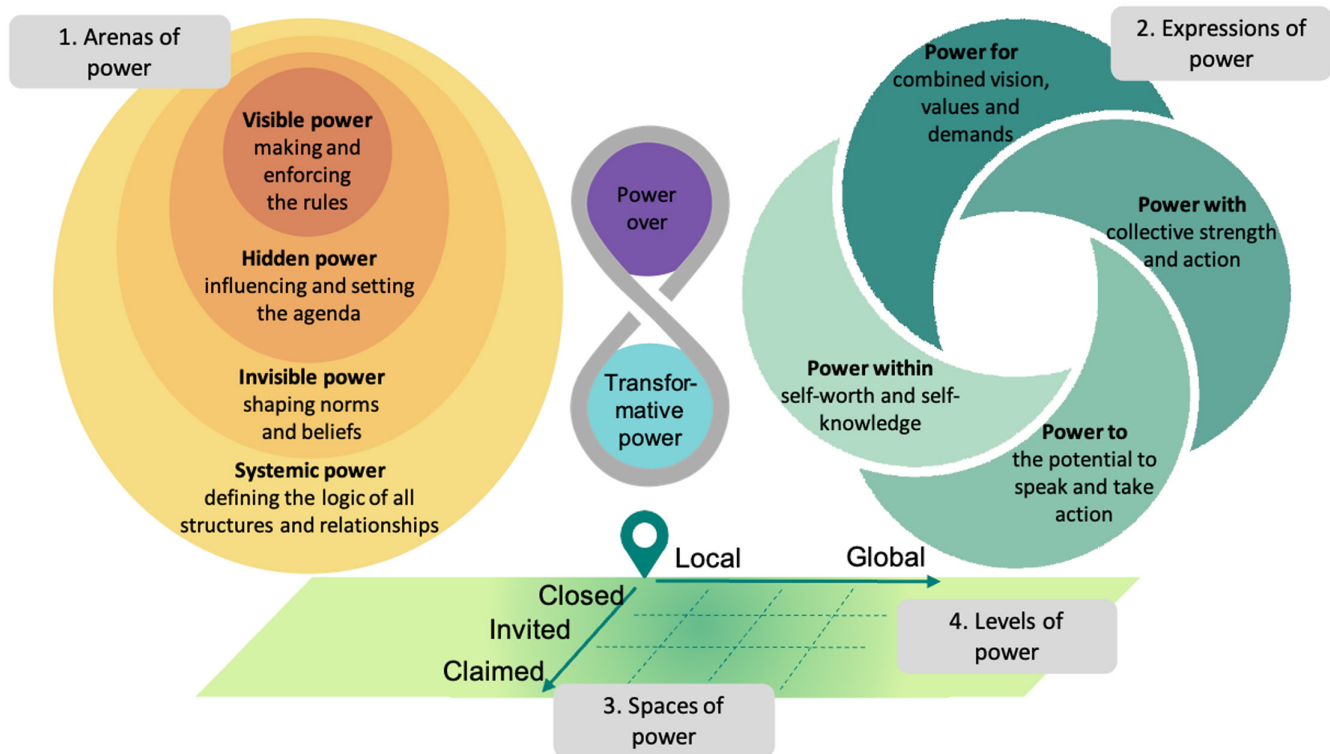 1. Arenas of
power
Visible power
making and
enforcing
the rules
Hidden power
influencing and setting
the agenda
Invisible power
shaping norms
and beliefs
Systemic power
defining the logic of all
structures and relationships
Power
over
Transfor-
mative
power
2. Expressions of
power
Power for
combined vision,
values and
demands
Power with
collective strength
and action
Power within
self-worth and self-
knowledge
Power to
the potential to
speak and take
action
Local
Global
Closed
Invited
Claimed
3. Spaces of
power
4. Levels of
power